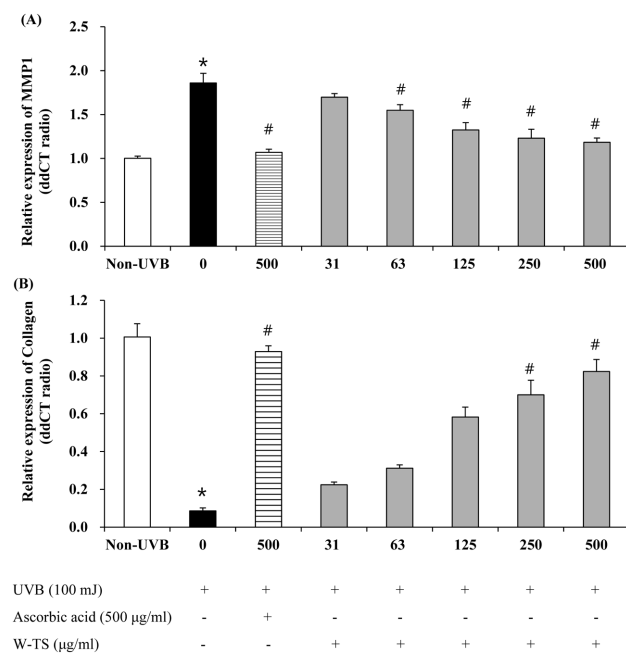 (A)
Relative expression of MMP1
(ddCT radio)
2.5
2.0
1.5
1.0
0.5
0.0
*
#
#
#
#
#
Non-UVB 0 500 31 63 125 250 500
(B)
Relative expression of Collagen
(ddCT radio)
1.2
1.0
0.8
0.6
0.4
0.2
0.0
*
#
#
#
Non-UVB 0 500 31 63 125 250 500
UVB (100 mJ) + + + + + + +
Ascorbic acid (500 μg/ml) - + - - - - -
W-TS (μg/ml) - - + + + + +